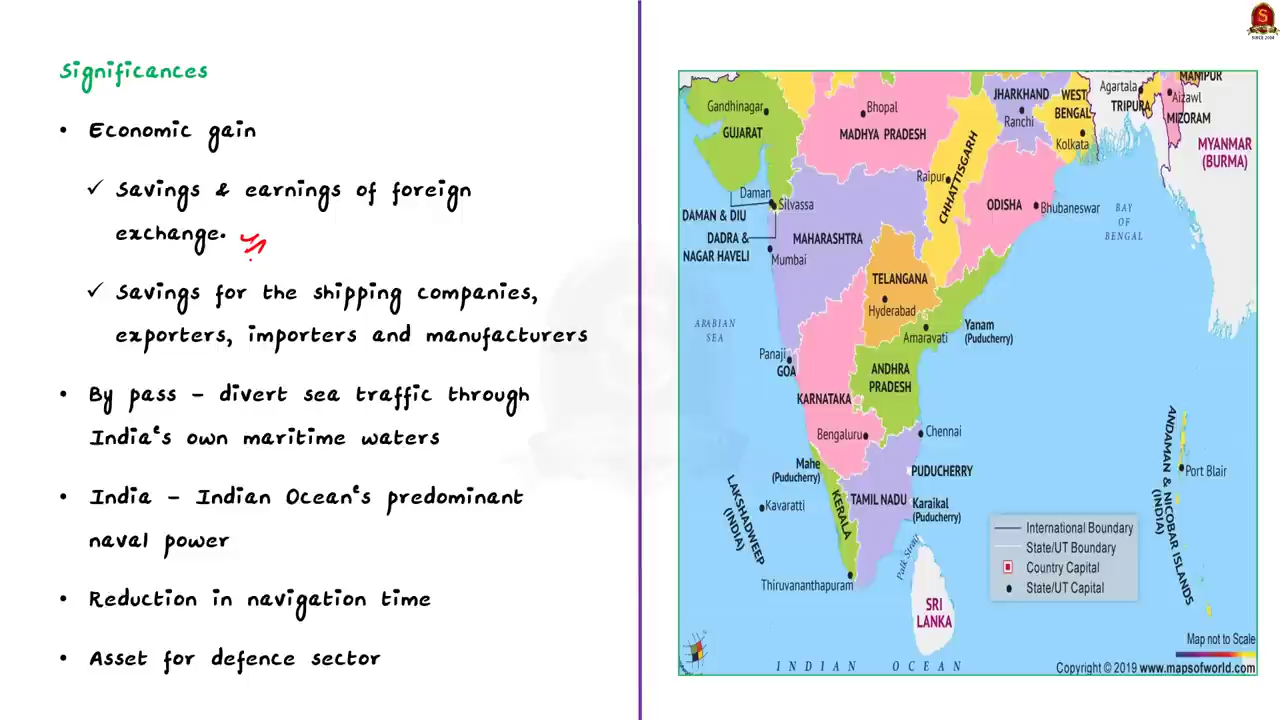 Significances
• Economic gain
✓ Savings & earnings of foreign
exchange.
✓ Savings for the shipping companies,
exporters, importers and manufacturers
• By pass – divert sea traffic through
India's own maritime waters
• India – Indian Ocean's predominant
naval power
• Reduction in navigation time
• Asset for defence sector
S
SINCE 2004
MANIPUR
Agartala
TRIPURA
Aizawl
MIZORAM
MYANMAR
(BURMA)
JHARKHAND
Ranchi
WEST
BENGAL
Kolkata
Gandhinagar
GUJARAT
Bhopal
MADHYA PRADESH
Raipur
CHHATTISGARH
Daman
Silvassa
DAMAN & DIU
DADRA &
NAGAR HAVELI
MAHARASHTRA
Mumbai
ODISHA
Bhubaneswar
BAY
OF
BENGAL
TELANGANA
Hyderabad
Amaravati
Yanam
(Puducherry)
ARABIAN
SEA
Panaji
GOA
KARNATAKA
ANDHRA
PRADESH
Bengaluru
Chennai
Mahe
(Puducherry)
PUDUCHERRY
KERALA
TAMIL NADU
Karaikal
(Puducherry)
LAKSHADWEEP
(INDIA)
Kavaratti
Thiruvananthapuram
Palk Strait
SRI
LANKA
ANDAMAN & NICOBAR ISLANDS
(INDIA)
Port Blair
International Boundary
State/UT Boundary
Country Capital
State/UT Capital
INDIAN OCEAN
Map not to Scale
Copyright © 2019 www.mapsofworld.com